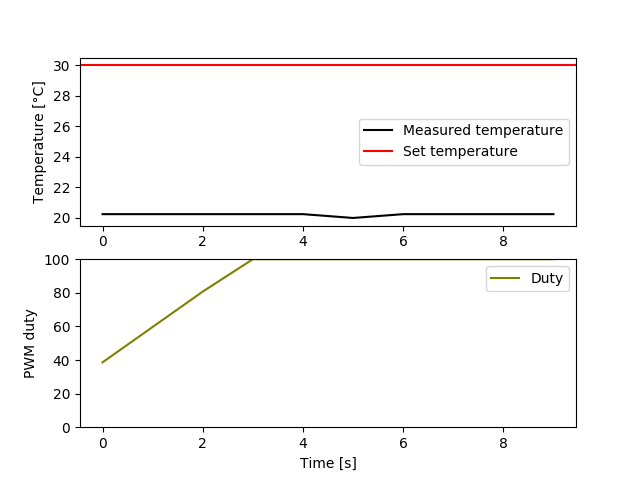 30
28
26
24
22
20
Temperature [°C]
Measured temperature
Set temperature
0 2 4 6 8
100
80
60
40
20
0
PWM duty
Duty
0 2 4 6 8
Time [s]